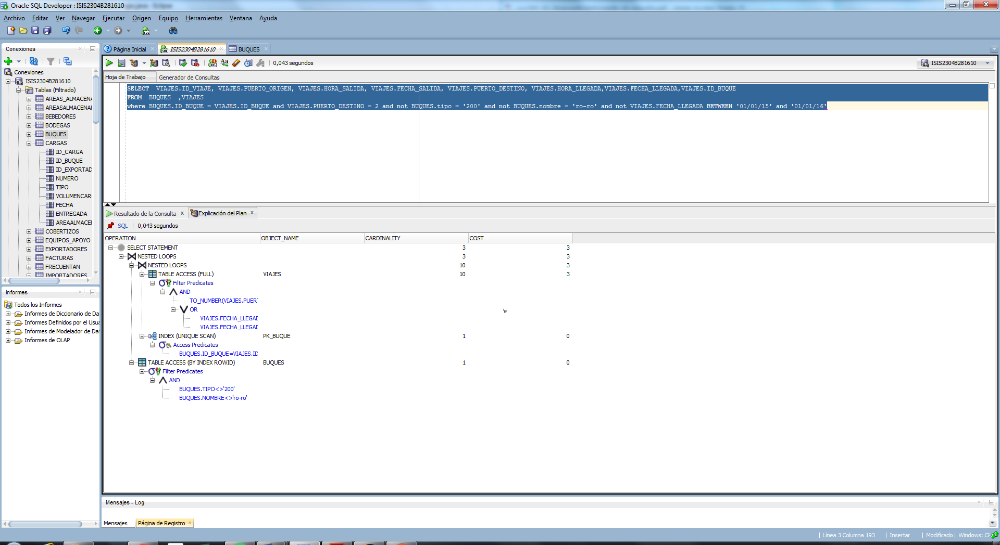 Oracle SQL Developer : ISIS2304B281610
Archivo Editar Ver Navegar Ejecutar Origen Equipo Herramientas Ventana Ayuda
Conexiones
Página Inicial ISIS2304B281610 BUQUES
0,043 segundos
ISIS2304B281610
Conexiones
ISIS2304B281610
Tablas (Filtrado)
AREAS_ALMACENA
AREASALMACENAI
BEBEDORES
BODEGAS
BUQUES
CARGAS
ID_CARGA
ID_BUQUE
ID_EXPORTAD
NUMERO
TIPO
VOLUMENCAR
FECHA
ENTREGADA
AREAALMACEI
COBERTIZOS
EQUIPOS_APOYO
EXPORTADORES
FACTURAS
FRECUENTAN
IMPORTADORES
Hoja de Trabajo Generador de Consultas
SELECT VIAJES.ID_VIAJE, VIAJES.PUERTO_ORIGEN, VIAJES.HORA_SALIDA, VIAJES.FECHA_SALIDA, VIAJES.PUERTO_DESTINO, VIAJES.HORA_LLEGADA,VIAJES.FECHA_LLEGADA,VIAJES.ID_BUQUE
FROM BUQUES ,VIAJES
where BUQUES.ID_BUQUE = VIAJES.ID_BUQUE and VIAJES.PUERTO_DESTINO = 2 and not BUQUES.tipo = '200' and not BUQUES.nombre = 'ro-ro' and not VIAJES.FECHA_LLEGADA BETWEEN '01/01/15' and '01/01/16'
Resultado de la Consulta x Explicación del Plan x
SQL 0,043 segundos
OPERATION OBJECT_NAME CARDINALITY COST
SELECT STATEMENT 3 3
NESTED LOOPS 3 3
NESTED LOOPS 10 3
TABLE ACCESS (FULL) VIAJES 10 3
Filter Predicates
AND
TO_NUMBER(VIAJES.PUER
OR
VIAJES.FECHA_LLEGAD
VIAJES.FECHA_LLEGAD
INDEX (UNIQUE SCAN) PK_BUQUE 1 0
Access Predicates
BUQUES.ID_BUQUE=VIAJES.ID
TABLE ACCESS (BY INDEX ROWID) BUQUES 1 0
Filter Predicates
AND
BUQUES.TIPO<>'200'
BUQUES.NOMBRE<>'ro-ro'
Informes
Todos los Informes
Informes de Diccionario de Da
Informes Definidos por el Usua
Informes de Modelador de Da
Informes de OLAP
Mensajes - Log
Mensajes Página de Registro
Línea 3 Columna 193 Insertar Modificado Windows: C